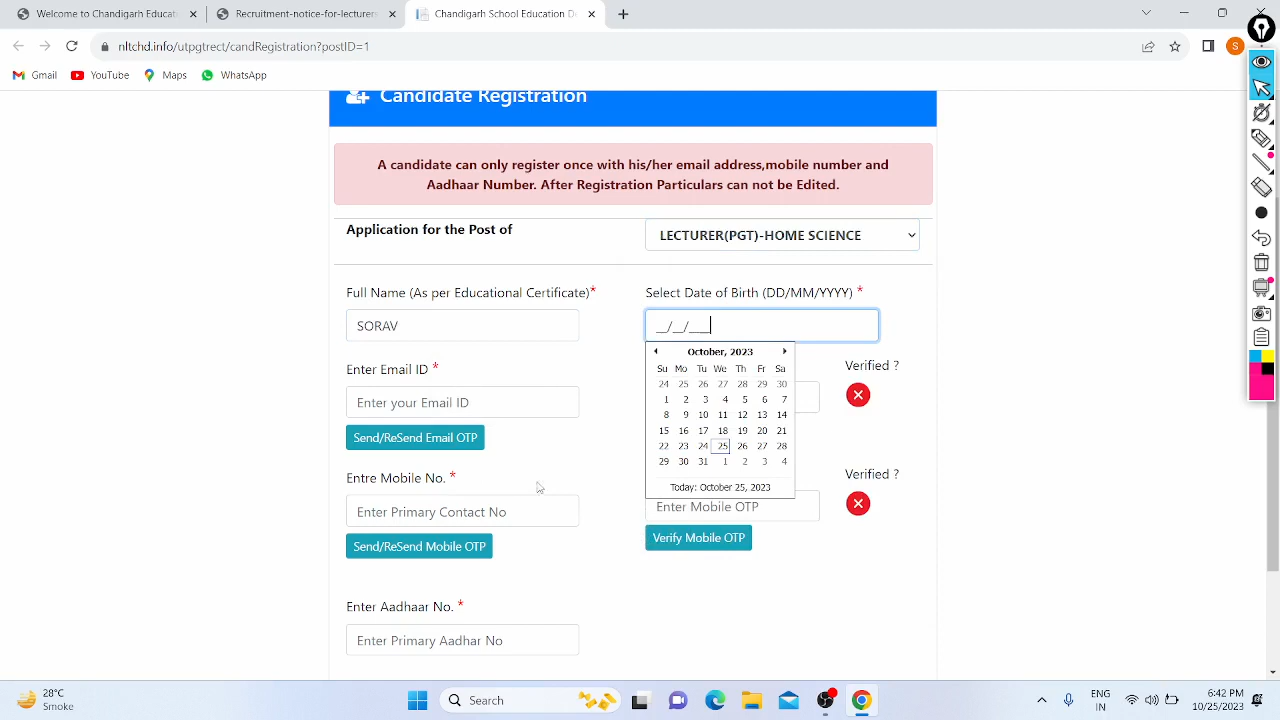 Welcome to Chandigarh Educat
Recruitment-notice-for-lecturer
Chandigarh School Education De
nltchd.info/utpgtrect/candRegistration?postID=1
S
Gmail
YouTube
Maps
WhatsApp
Candidate Registration
A candidate can only register once with his/her email address,mobile number and
Aadhaar Number. After Registration Particulars can not be Edited.
Application for the Post of
LECTURER(PGT)-HOME SCIENCE
Full Name (As per Educational Certificate)*
Select Date of Birth (DD/MM/YYYY) *
SORAV
__/__/____
October, 2023
Su Mo Tu We Th Fr Sa
24 25 26 27 28 29 30
1 2 3 4 5 6 7
8 9 10 11 12 13 14
15 16 17 18 19 20 21
22 23 24 25 26 27 28
29 30 31 1 2 3 4
Today: October 25, 2023
Enter Email ID *
Verified ?
Enter your Email ID
Send/ReSend Email OTP
Entre Mobile No. *
Verified ?
Enter Primary Contact No
Enter Mobile OTP
Send/ReSend Mobile OTP
Verify Mobile OTP
Enter Aadhaar No. *
Enter Primary Aadhar No
28°C
Smoke
Search
ENG
IN
6:42 PM
10/25/2023